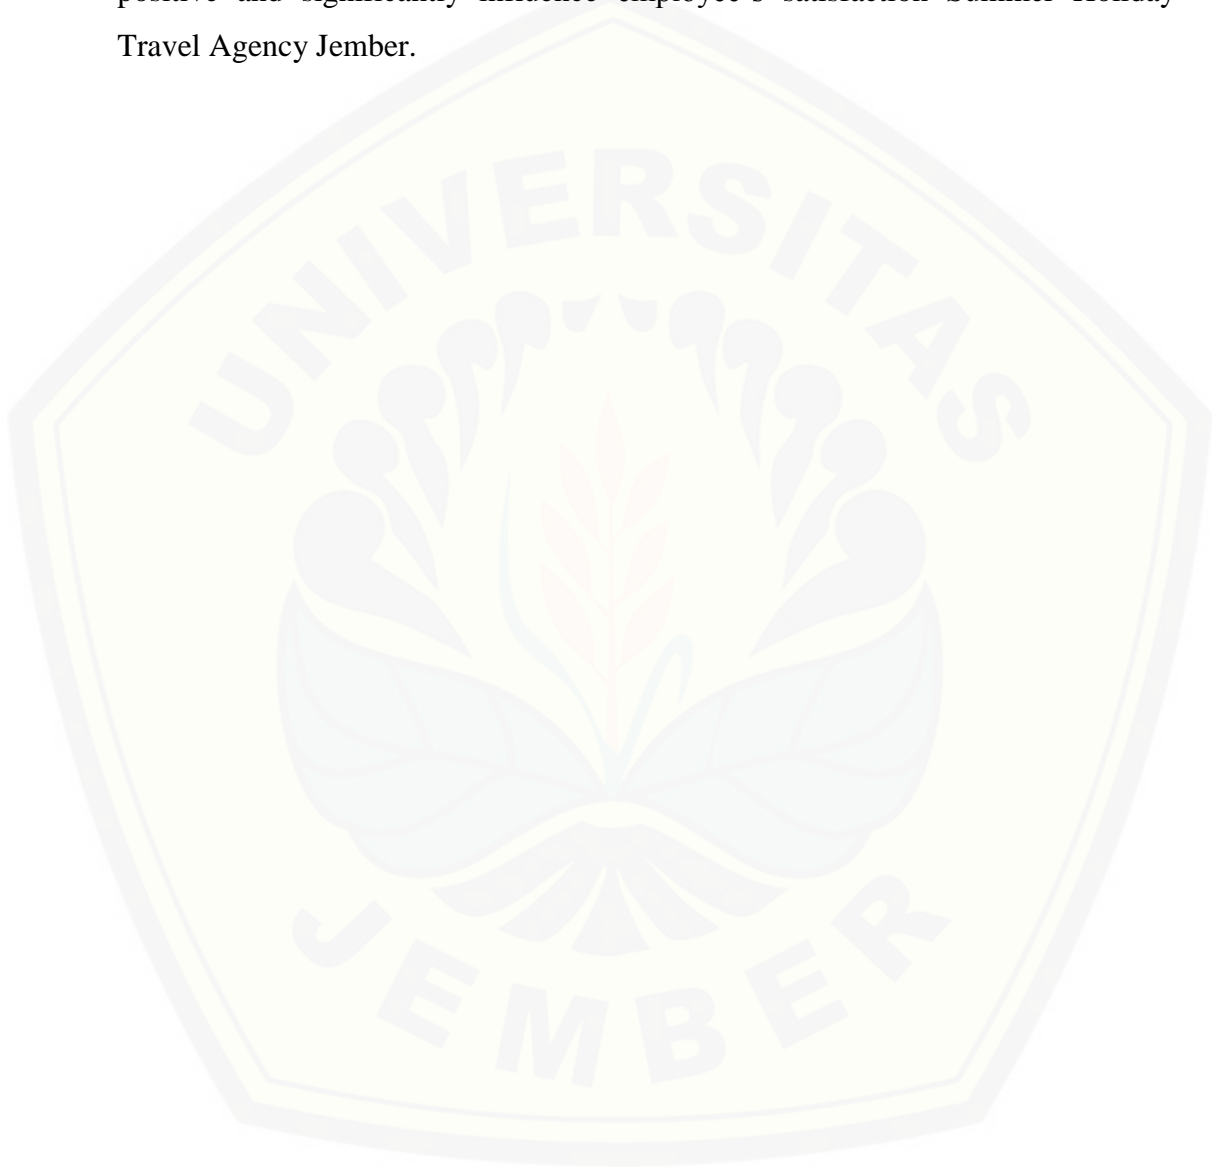 positive and significantly influence employee's satisfaction Summer Holiday
Travel Agency Jember.
UNIVERSITAS
JEMBER